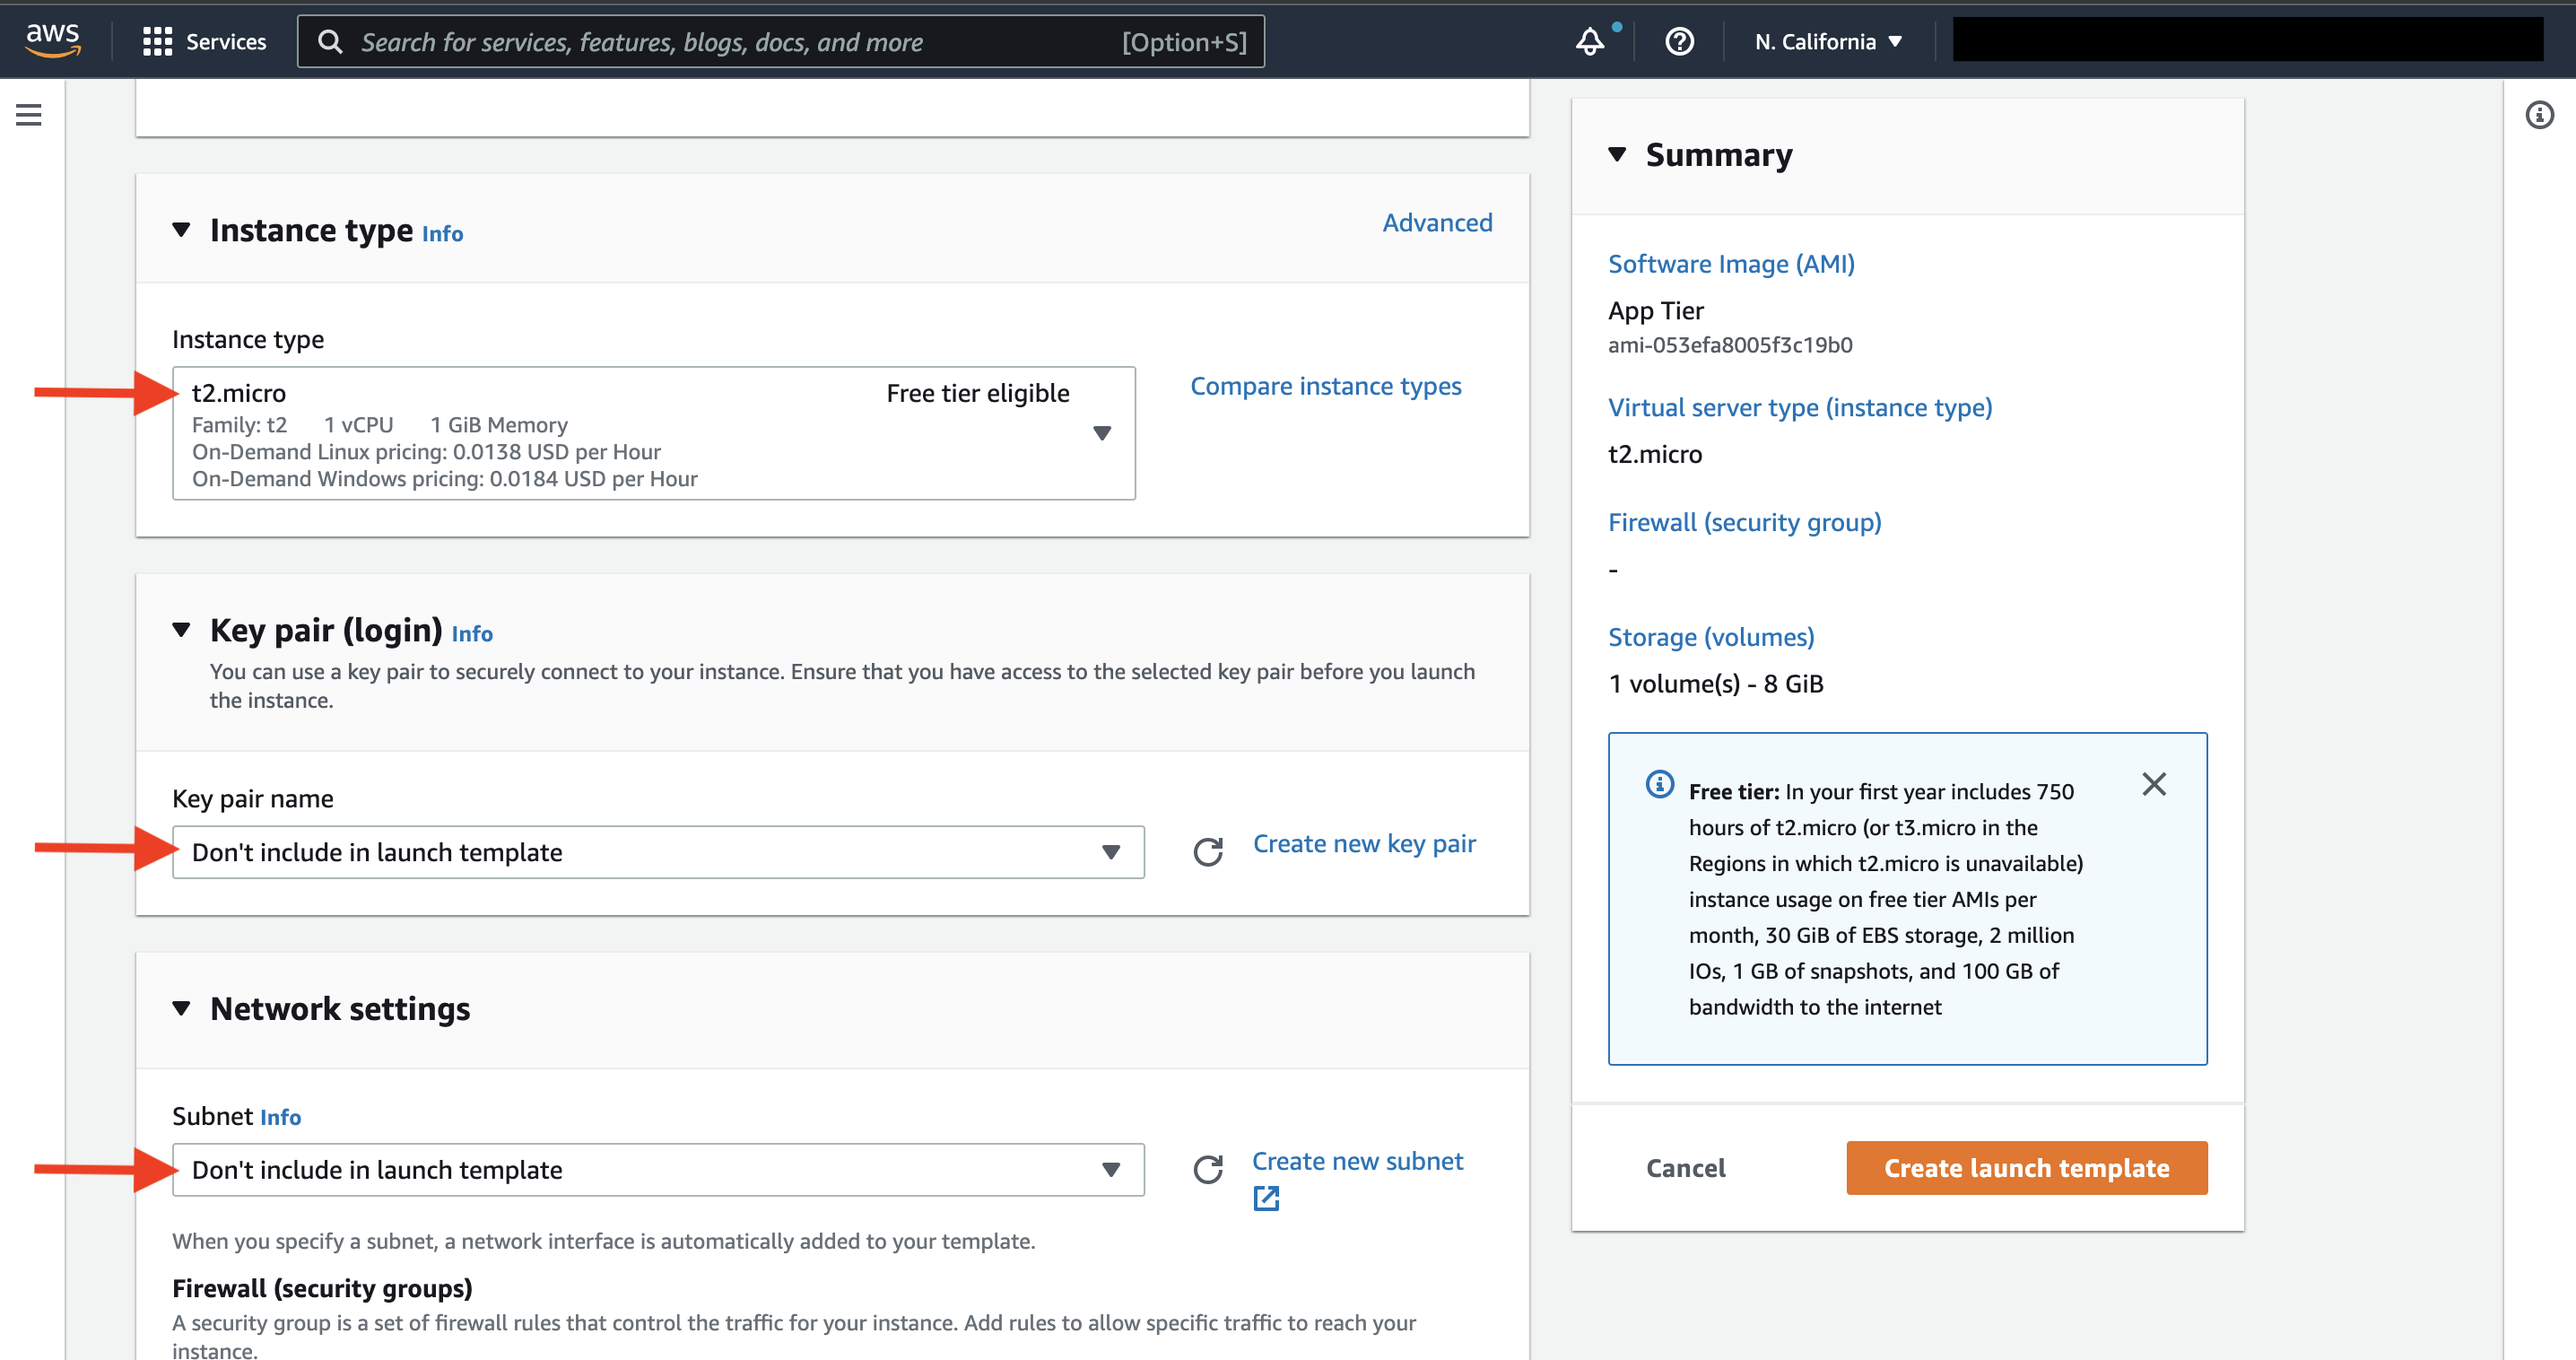 aws
Services
Search for services, features, blogs, docs, and more
[Option+S]
N. California
Instance type Info
Advanced
Instance type
t2.micro
Free tier eligible
Family: t2 1 vCPU 1 GiB Memory
On-Demand Linux pricing: 0.0138 USD per Hour
On-Demand Windows pricing: 0.0184 USD per Hour
Compare instance types
Key pair (login) Info
You can use a key pair to securely connect to your instance. Ensure that you have access to the selected key pair before you launch
the instance.
Key pair name
Don't include in launch template
Create new key pair
Network settings
Subnet Info
Don't include in launch template
Create new subnet
When you specify a subnet, a network interface is automatically added to your template.
Firewall (security groups)
A security group is a set of firewall rules that control the traffic for your instance. Add rules to allow specific traffic to reach your
instance.
Summary
Software Image (AMI)
App Tier
ami-053efa8005f3c19b0
Virtual server type (instance type)
t2.micro
Firewall (security group)
-
Storage (volumes)
1 volume(s) - 8 GiB
Free tier: In your first year includes 750
hours of t2.micro (or t3.micro in the
Regions in which t2.micro is unavailable)
instance usage on free tier AMIs per
month, 30 GiB of EBS storage, 2 million
IOs, 1 GB of snapshots, and 100 GB of
bandwidth to the internet
Cancel
Create launch template